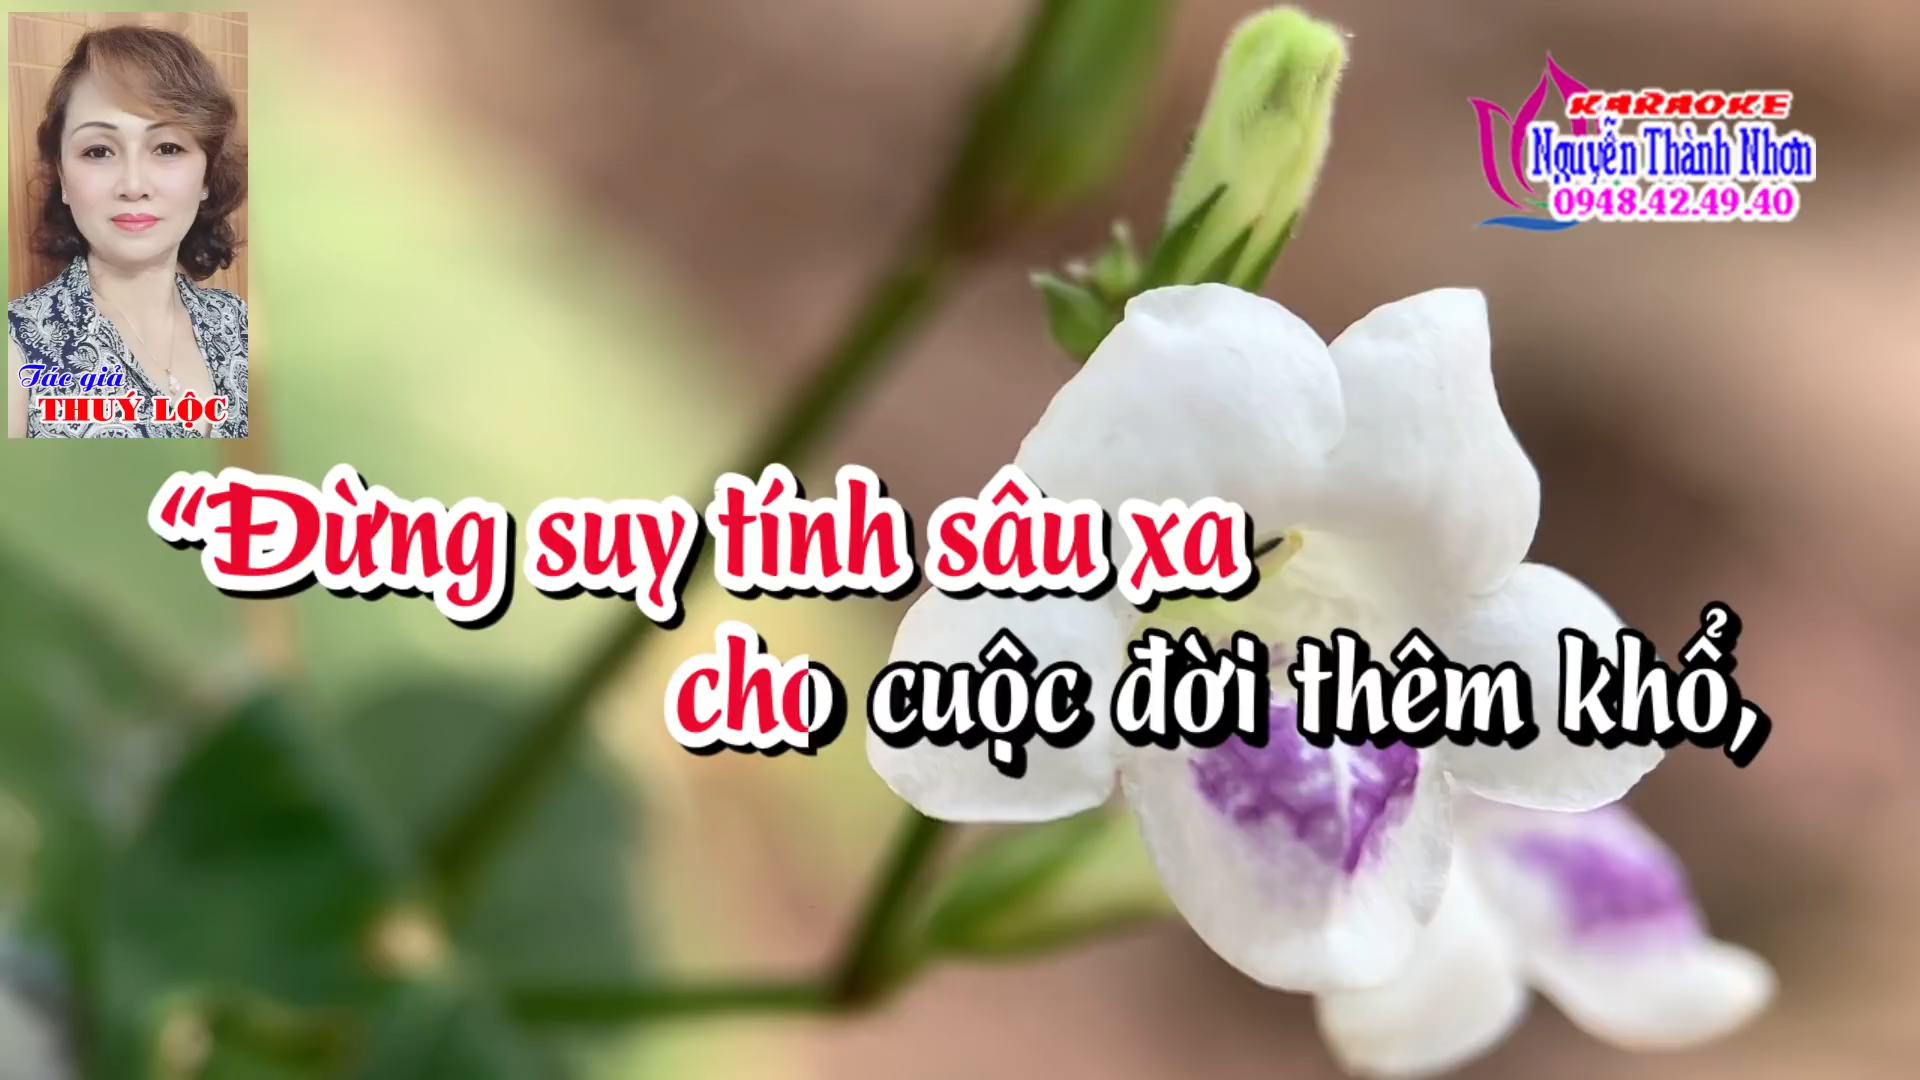 Tác giả
THUÝ LỘC
KARAOKE
Nguyễn Thành Nhơn
0948.42.49.40
“Đừng suy tính sâu xa
cho cuộc đời thêm khổ,